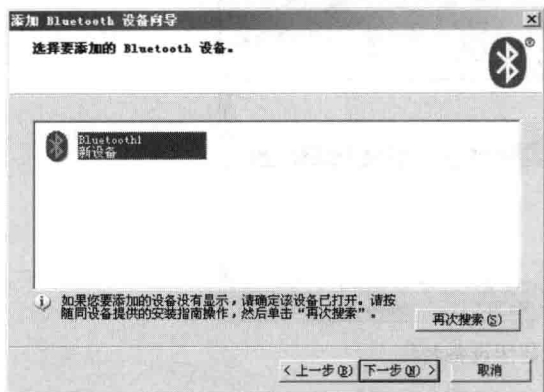 添加 Bluetooth 设备向导
选择要添加的 Bluetooth 设备。
®
Bluetooth1
新设备
如果您要添加的设备没有显示，请确定该设备已打开。请按
随同设备提供的安装指南操作，然后单击“再次搜索”。
再次搜索(S)
< 上一步(B)
下一步(N) >
取消